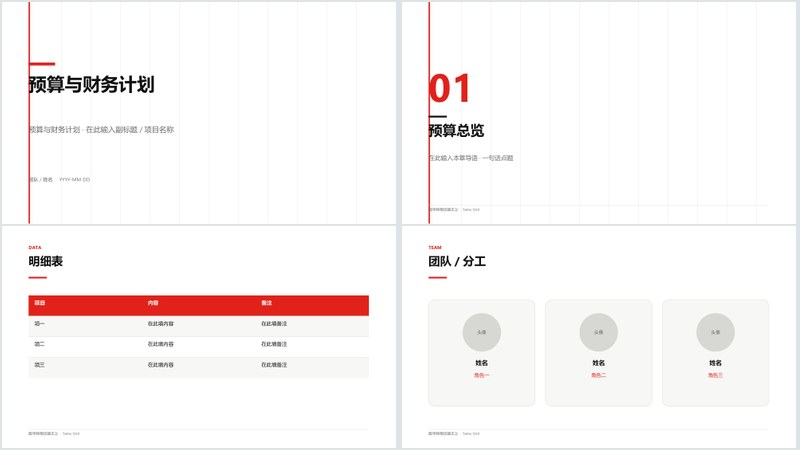 预算与财务计划
预算与财务计划 · 在此输入副标题 / 项目名称
团队 / 姓名 YYYY-MM-DD
01
预算总览
在此输入本章导语 · 一句话点题
DATA
明细表
项目 内容 备注
项一 在此填内容 在此填备注
项二 在此填内容 在此填备注
项三 在此填内容 在此填备注
TEAM
团队 / 分工
头像 头像 头像
姓名 姓名 姓名
角色一 角色二 角色三